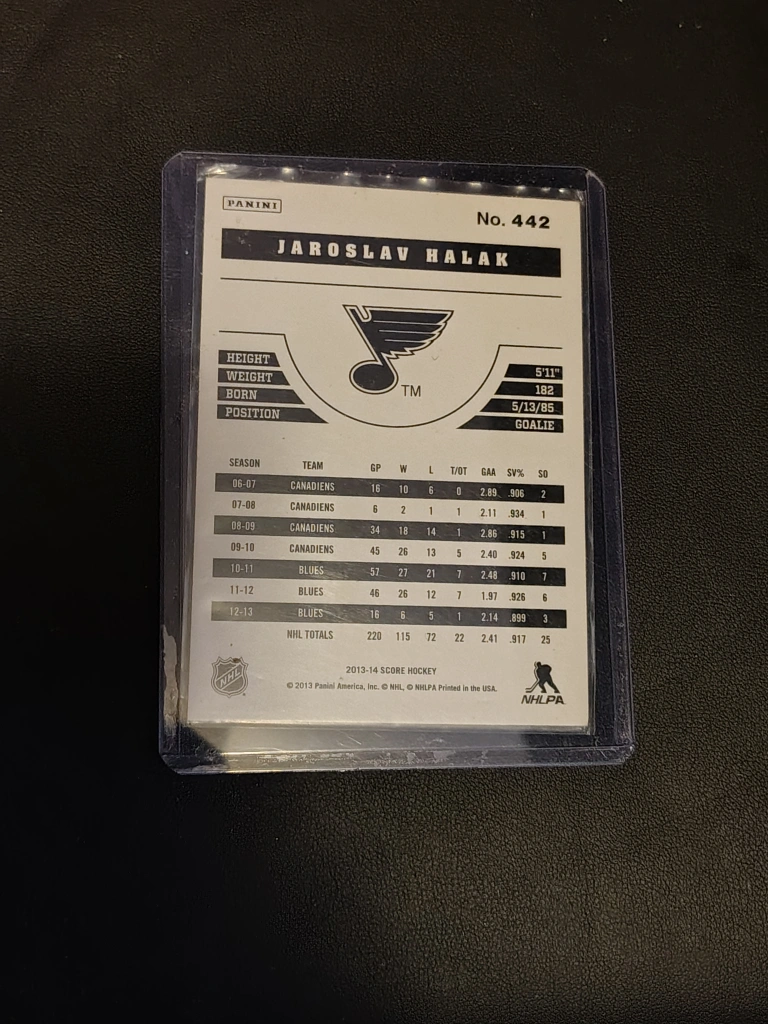 PANINI
No. 442
JAROSLAV HALAK
TM
HEIGHT 5'11"
WEIGHT 182
BORN 5/13/85
POSITION GOALIE
SEASON TEAM GP W L T/OT GAA SV% SO
06-07 CANADIENS 16 10 6 0 2.89 .906 2
07-08 CANADIENS 6 2 1 1 2.11 .934 1
08-09 CANADIENS 34 18 14 1 2.86 .915 1
09-10 CANADIENS 45 26 13 5 2.40 .924 5
10-11 BLUES 57 27 21 7 2.48 .910 7
11-12 BLUES 46 26 12 7 1.97 .926 6
12-13 BLUES 16 6 5 1 2.14 .899 3
NHL TOTALS 220 115 72 22 2.41 .917 25
2013-14 SCORE HOCKEY
© 2013 Panini America, Inc. © NHL, © NHLPA Printed in the USA.
NHL
NHLPA